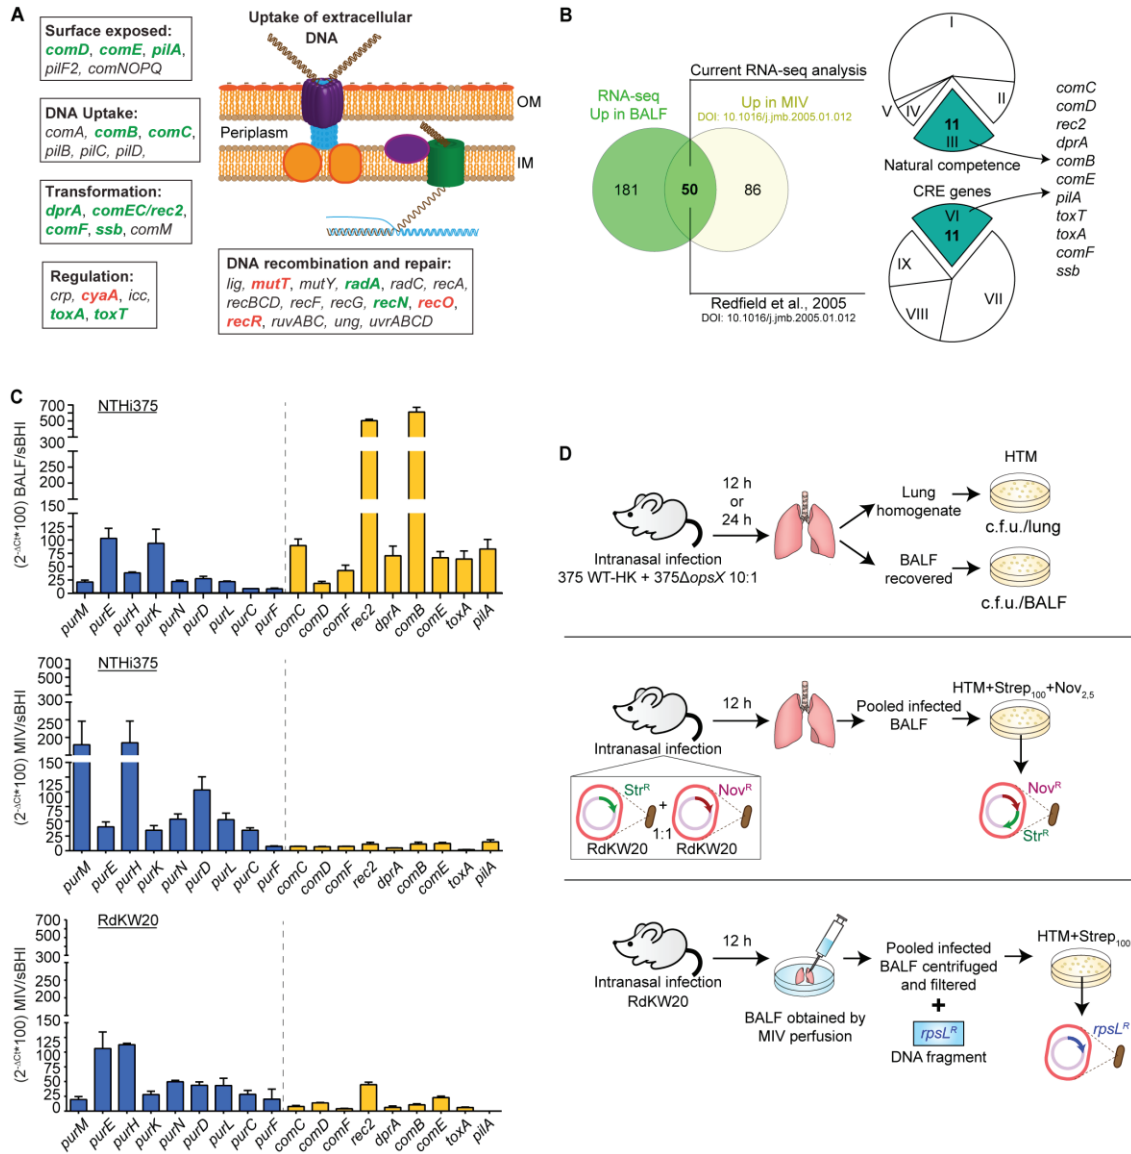 A
Surface exposed:
comD, comE, pilA,
pilF2, comNOPQ
DNA Uptake:
comA, comB, comC,
pilB, pilC, pilD,
Transformation:
dprA, comEC/rec2,
comF, ssb, comM
Regulation:
crp, cyaA, icc,
toxA, toxT
Uptake of extracellular
DNA
OM
Periplasm
IM
DNA recombination and repair:
lig, mutT, mutY, radA, radC, recA,
recBCD, recF, recG, recN, recO,
recR, ruvABC, ung, uvrABCD
B
Current RNA-seq analysis
RNA-seq
Up in BALF
Up in MIV
DOI: 10.1016/j.jmb.2005.01.012
181
50
86
Redfield et al., 2005
DOI: 10.1016/j.jmb.2005.01.012
I
II
V
IV
11
III
Natural competence
CRE genes
VI
11
IX
VII
VIII
comC
comD
rec2
dprA
comB
comE
pilA
toxT
toxA
comF
ssb
C
NTHi375
(2-ΔCt*100) BALF/sBHI
700
500
300
250
200
150
100
75
50
25
0
purM purE purH purK purN purD purL purC purF comC comD comF rec2 dprA comB comE toxA pilA
NTHi375
(2-ΔCt*100) MIV/sBHI
700
500
300
250
200
150
125
75
50
25
0
purM purE purH purK purN purD purL purC purF comC comD comF rec2 dprA comB comE toxA pilA
RdKW20
(2-ΔCt*100) MIV/sBHI
700
500
300
250
200
150
100
75
50
25
0
purM purE purH purK purN purD purL purC purF comC comD comF rec2 dprA comB comE toxA pilA
D
12 h
or
24 h
Intranasal infection
375 WT-HK + 375ΔopsX 10:1
Lung
homogenate
BALF
recovered
HTM
c.f.u./lung
c.f.u./BALF
12 h
Intranasal infection
StrR
+
1:1
NovR
RdKW20
RdKW20
Pooled infected
BALF
HTM+Strep100+Nov2,5
NovR
StrR
12 h
Intranasal infection
RdKW20
BALF obtained by
MIV perfusion
Pooled infected
BALF centrifuged
and filtered
+
rpsLR
DNA fragment
HTM+Strep100
rpsLR